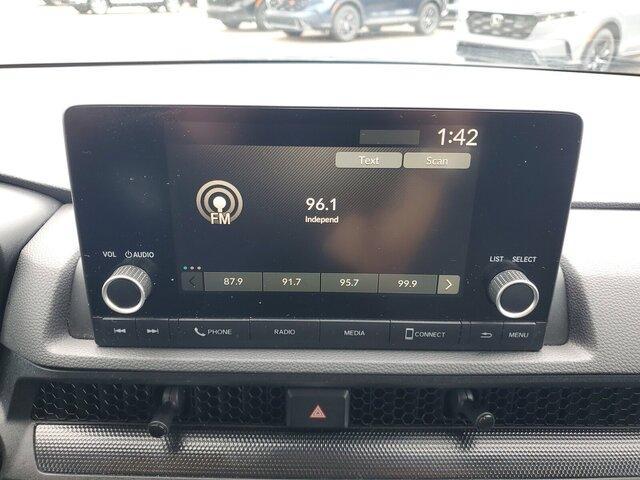 1:42
Text Scan
FM
96.1
Independ
VOL AUDIO
LIST SELECT
87.9 91.7 95.7 99.9
PHONE RADIO MEDIA CONNECT MENU